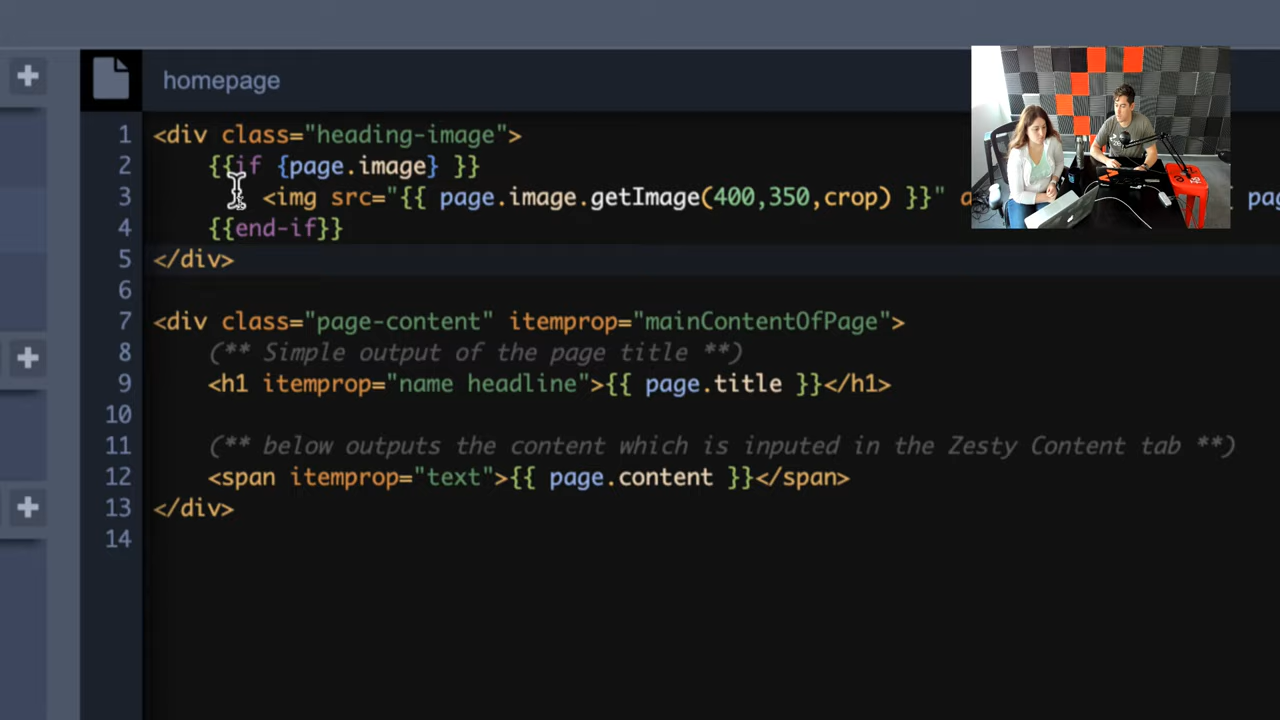 homepage
1 <div class="heading-image">
2 {{if {page.image} }}
3 <img src="{{ page.image.getImage(400,350,crop) }}" a { pag
4 {{end-if}}
5 </div>
6
7 <div class="page-content" itemprop="mainContentOfPage">
8 (** Simple output of the page title **)
9 <h1 itemprop="name headline">{{ page.title }}</h1>
10
11 (** below outputs the content which is inputed in the Zesty Content tab **)
12 <span itemprop="text">{{ page.content }}</span>
13 </div>
14